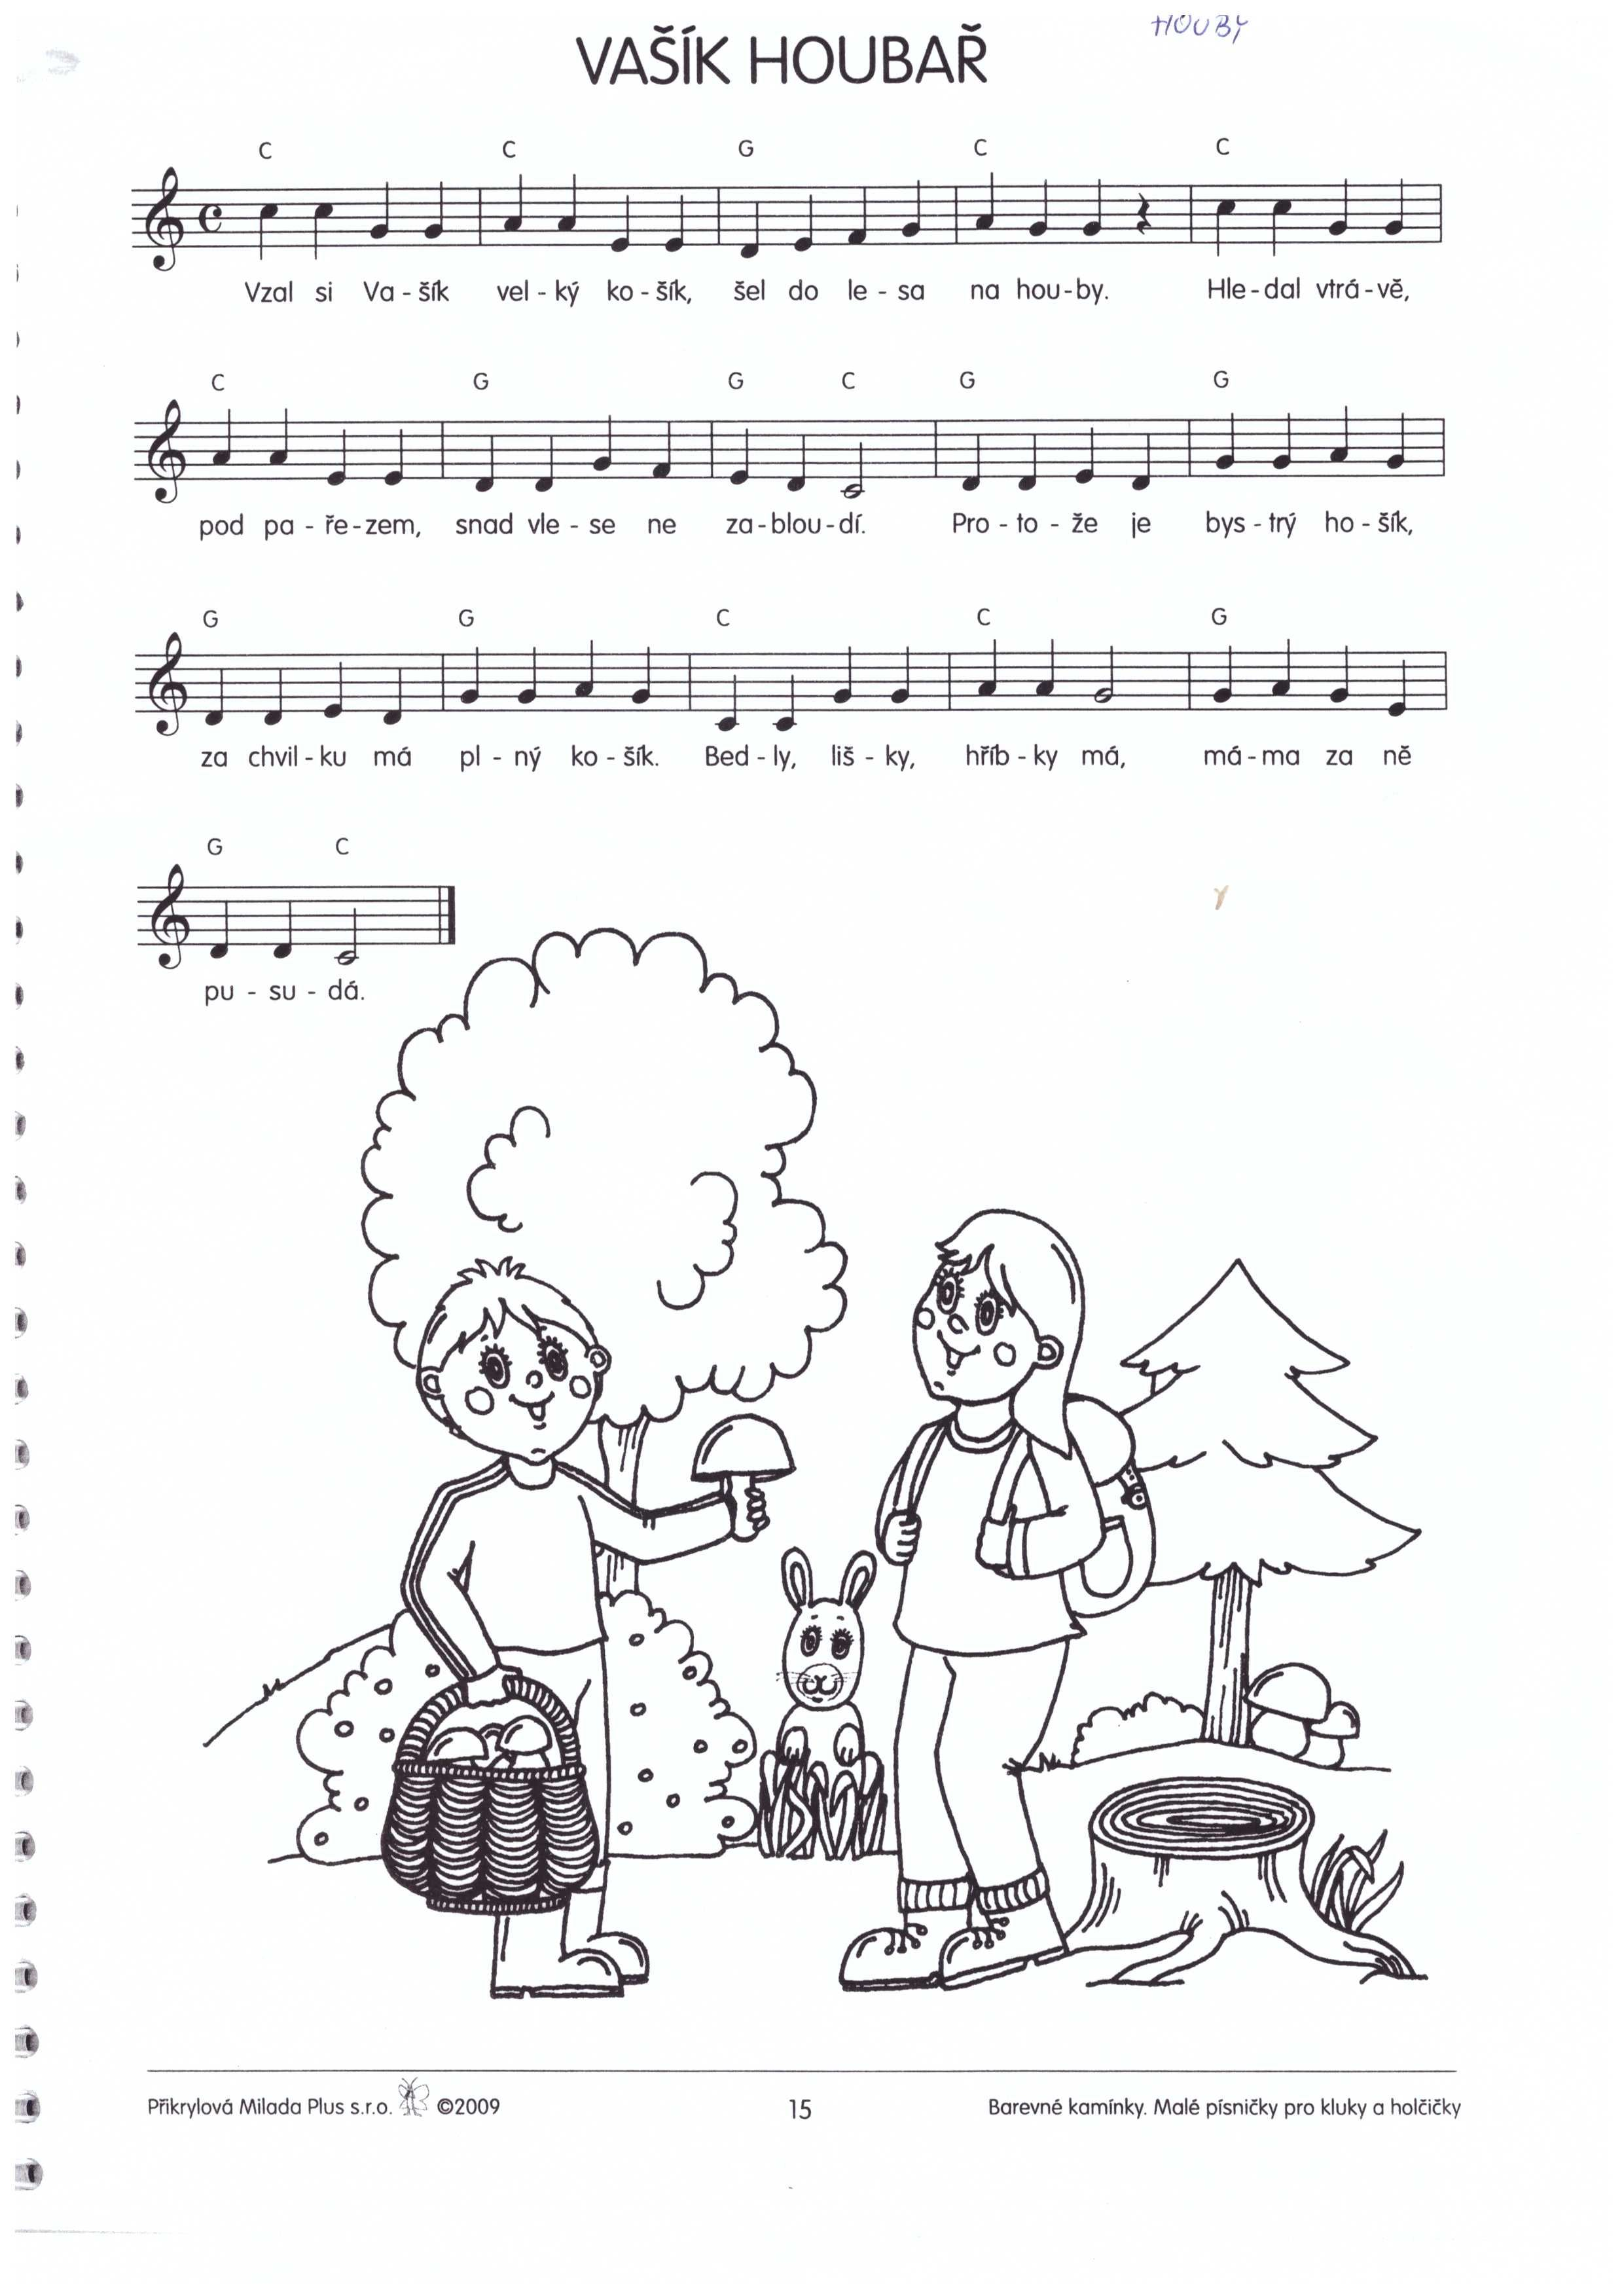 HOUBY
VAŠÍK HOUBAŘ
C C G C C
Vzal si Va - šík vel - ký ko - šík, šel do le - sa na hou - by. Hle - dal vtrá - vě,
C G G C G G
pod pa - ře - zem, snad vle - se ne za - blou - dí. Pro - to - že je bys - trý ho - šík,
G G C C G
za chvil - ku má pl - ný ko - šík. Bed - ly, liš - ky, hříb - ky má, má - ma za ně
G C
pu - su - dá.
Přikrylová Milada Plus s.r.o. ©2009 15 Barevné kamínky. Malé písničky pro kluky a holčičky